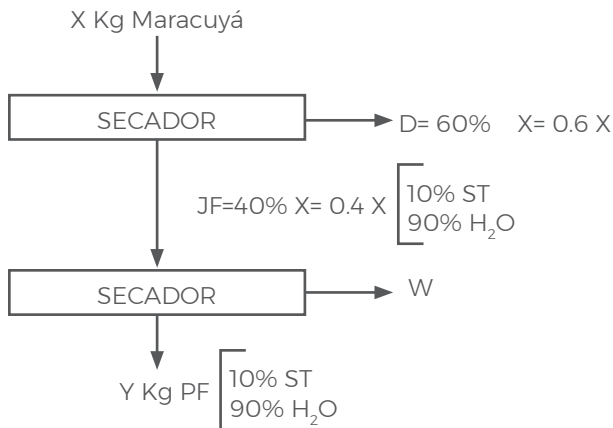 X Kg Maracuyá
SECADOR
D= 60% X= 0.6 X
JF=40% X= 0.4 X
10% ST
90% H₂O
SECADOR
W
Y Kg PF
10% ST
90% H₂O